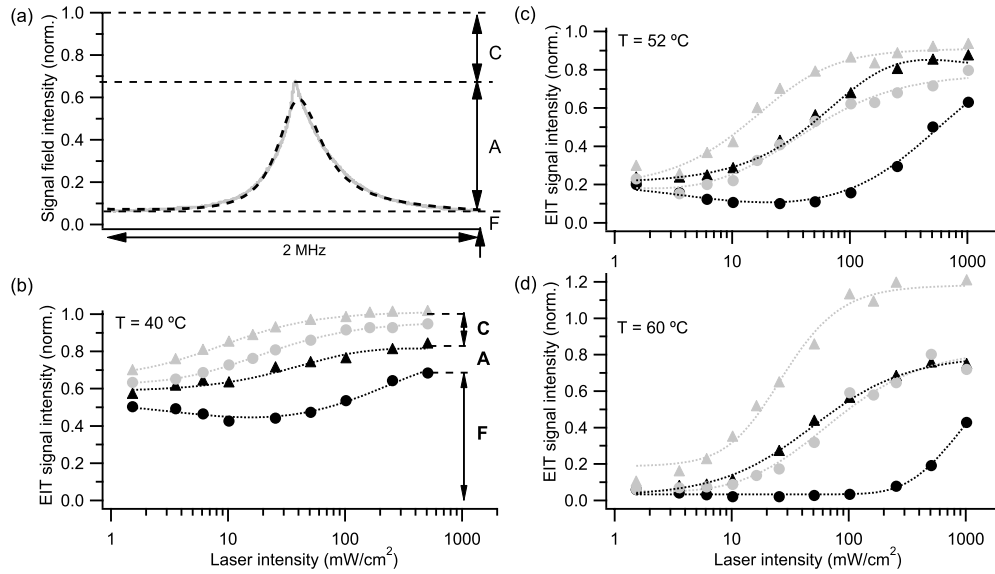 (a)
Signal field intensity (norm.)
1.0
0.8
0.6
0.4
0.2
0.0
C
A
F
2 MHz
(b)
T = 40 ºC
EIT signal intensity (norm.)
1.0
0.8
0.6
0.4
0.2
0.0
C
A
F
1 10 100 1000
Laser intensity (mW/cm²)
(c)
T = 52 ºC
EIT signal intensity (norm.)
1.0
0.8
0.6
0.4
0.2
0.0
1 10 100 1000
(d)
T = 60 ºC
EIT signal intensity (norm.)
1.2
1.0
0.8
0.6
0.4
0.2
0.0
1 10 100 1000
Laser intensity (mW/cm²)